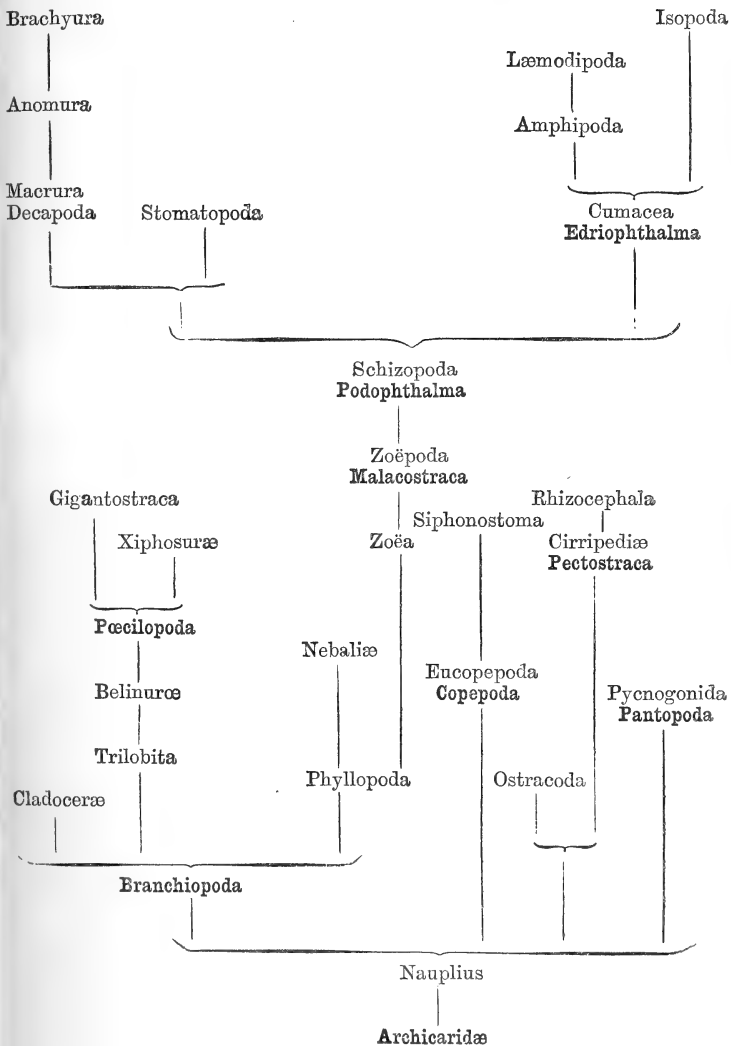 Brachyura
Isopoda
Læmodipoda
Anomura
Amphipoda
Macrura
Decapoda
Stomatopoda
Cumacea
Edriophthalma
Schizopoda
Podophthalma
Zoëpoda
Malacostraca
Gigantostraca
Siphonostoma
Rhizocephala
Xiphosuræ
Zoëa
Cirripediæ
Pectostraca
Pœcilopoda
Nebaliæ
Belinurœ
Eucopepoda
Copepoda
Pycnogonida
Pantopoda
Trilobita
Phyllopoda
Ostracoda
Cladoceræ
Branchiopoda
Nauplius
Archicaridæ